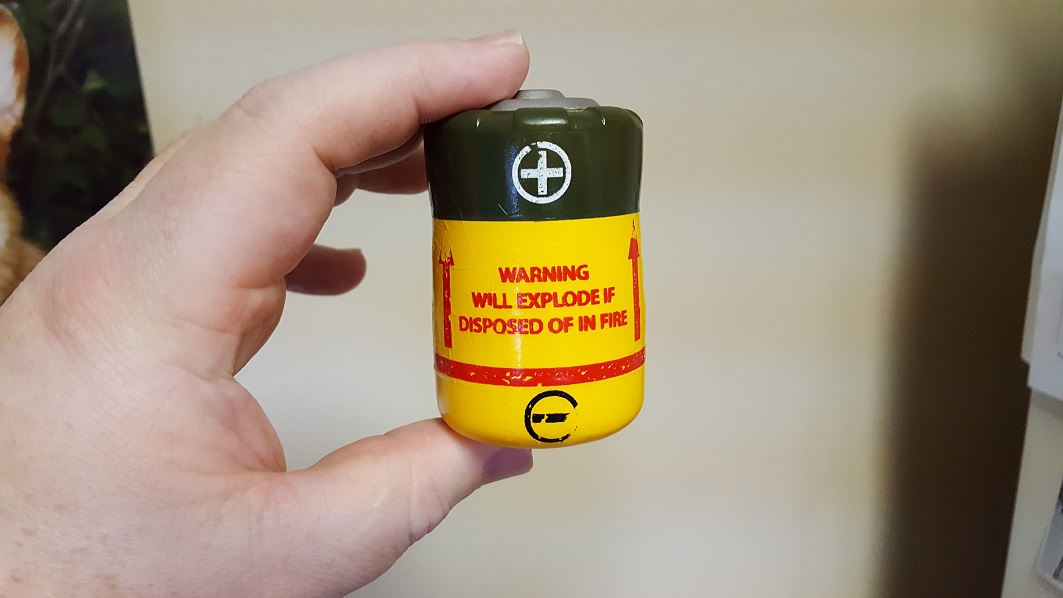 WARNING
WILL EXPLODE IF
DISPOSED OF IN FIRE